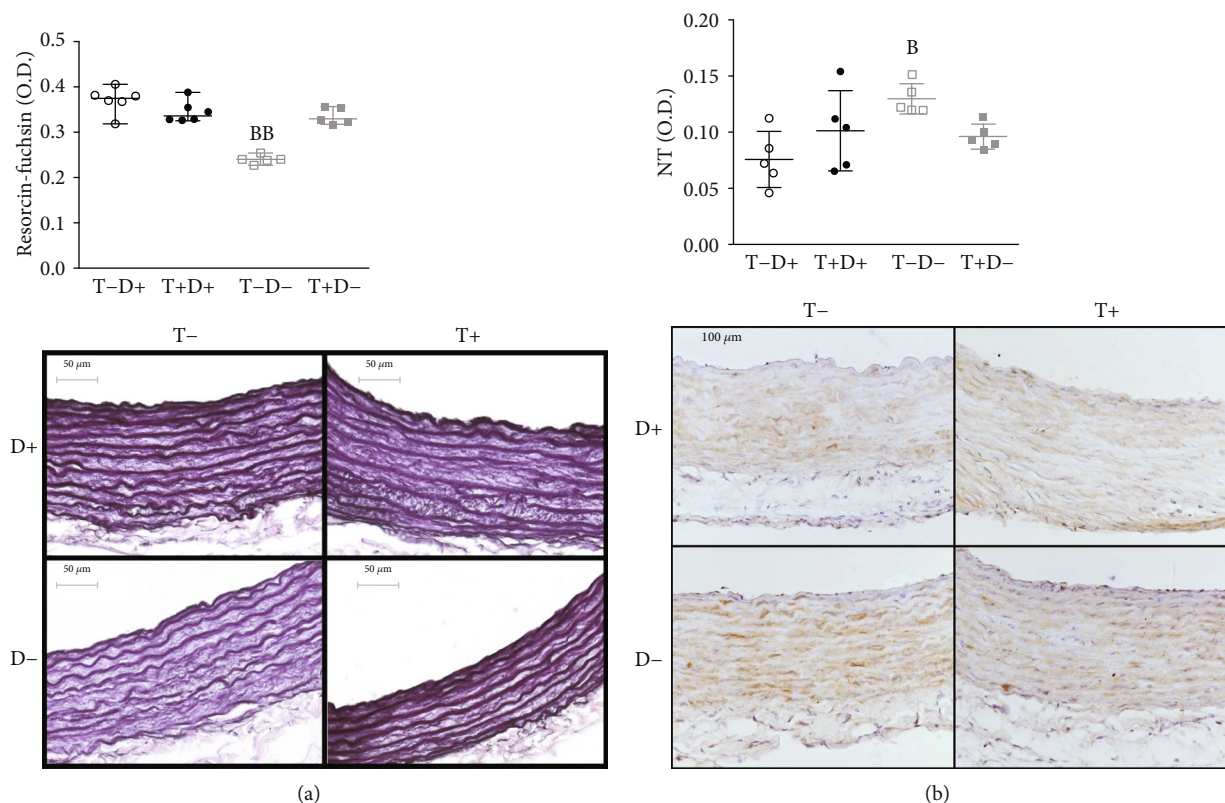 Resorcin-fuchsin (O.D.)
0.5
0.4
0.3
0.2
0.1
0.0
BB
T−D+ T+D+ T−D− T+D−
T− T+
D+
D−
50 μm 50 μm
50 μm 50 μm
(a)
NT (O.D.)
0.20
0.15
0.10
0.05
0.00
B
T−D+ T+D+ T−D− T+D−
T− T+
D+
D−
100 μm
(b)